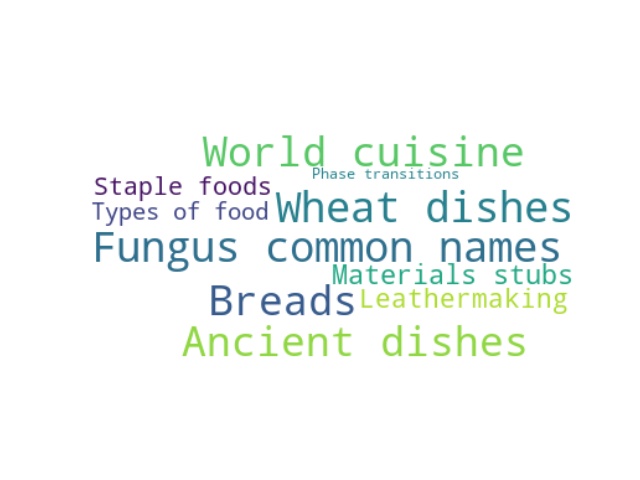 World cuisine
Phase transitions
Staple foods
Types of food
Wheat dishes
Fungus common names
Materials stubs
Breads
Leathermaking
Ancient dishes